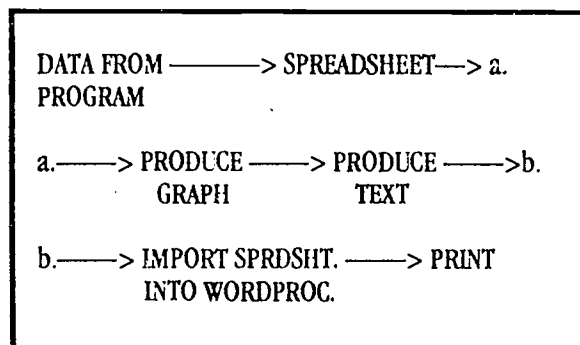 DATA FROM ———> SPREADSHEET—> a.
PROGRAM
a.——> PRODUCE ——> PRODUCE ——>b.
GRAPH TEXT
b.——> IMPORT SPRDSHT. ——> PRINT
INTO WORDPROC.